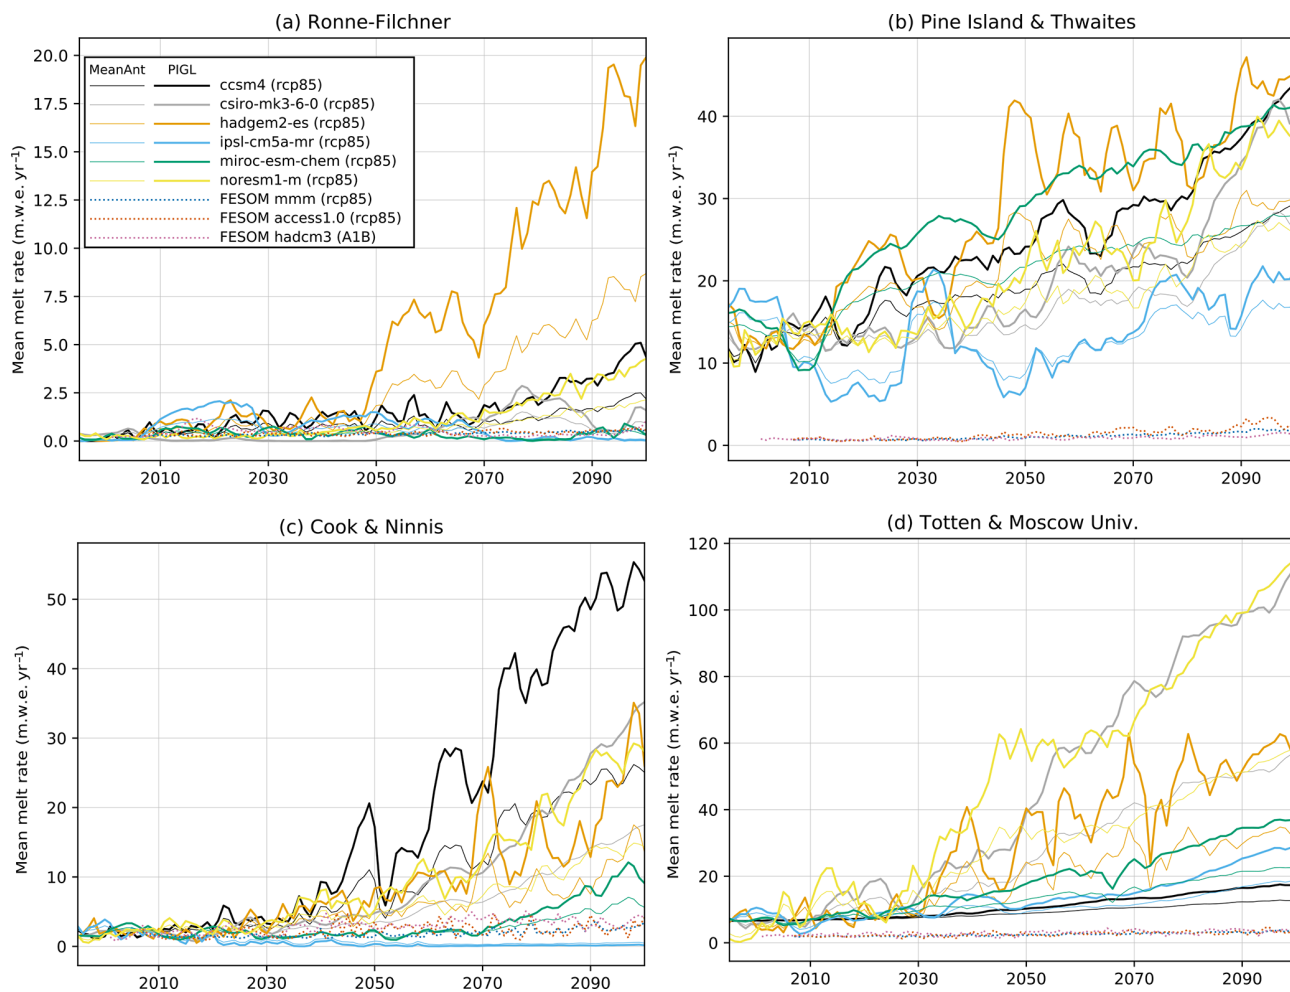 (a) Ronne-Filchner
Mean melt rate (m.w.e. yr⁻¹)
20.0
17.5
15.0
12.5
10.0
7.5
5.0
2.5
0.0
MeanAnt PIGL
ccsm4 (rcp85)
csiro-mk3-6-0 (rcp85)
hadgem2-es (rcp85)
ipsl-cm5a-mr (rcp85)
miroc-esm-chem (rcp85)
noresm1-m (rcp85)
FESOM mmm (rcp85)
FESOM access1.0 (rcp85)
FESOM hadcm3 (A1B)
2010 2030 2050 2070 2090
(b) Pine Island & Thwaites
Mean melt rate (m.w.e. yr⁻¹)
40
30
20
10
0
2010 2030 2050 2070 2090
(c) Cook & Ninnis
Mean melt rate (m.w.e. yr⁻¹)
50
40
30
20
10
0
2010 2030 2050 2070 2090
(d) Totten & Moscow Univ.
Mean melt rate (m.w.e. yr⁻¹)
120
100
80
60
40
20
0
2010 2030 2050 2070 2090